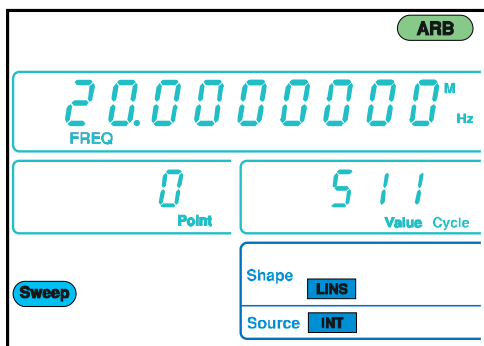 ARB
20.0000000 M Hz
FREQ
0 511
Point Value Cycle
Shape LINS
Sweep
Source INT